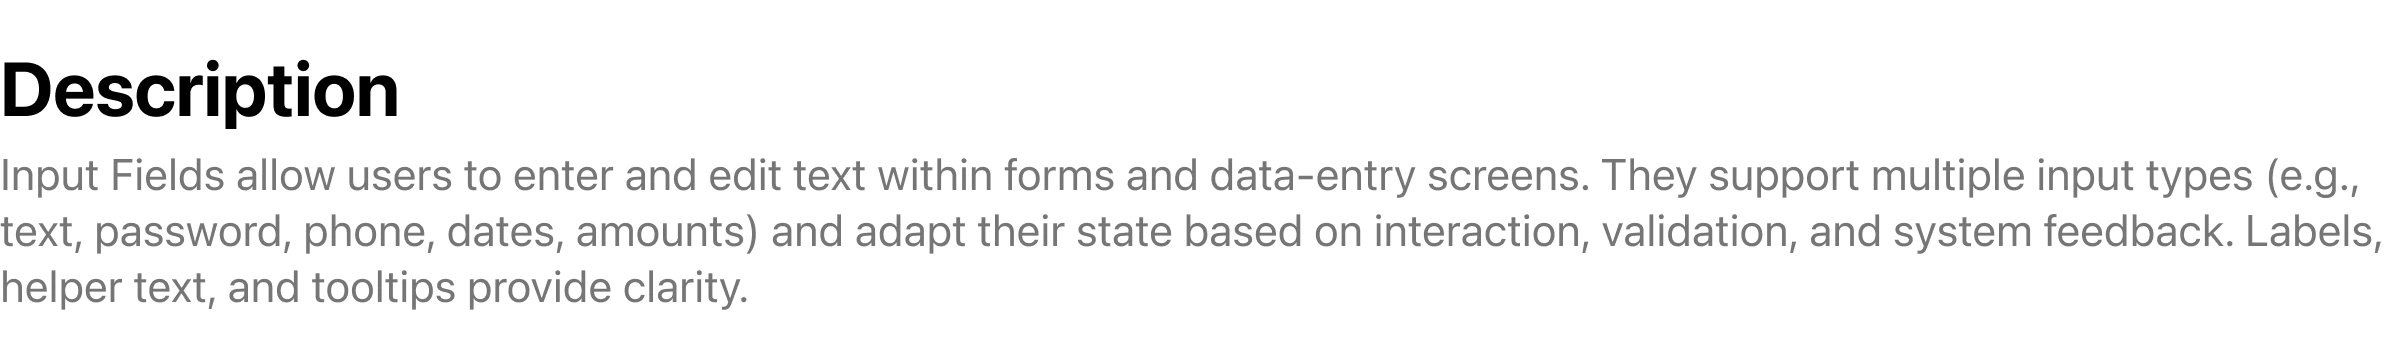 Description
Input Fields allow users to enter and edit text within forms and data-entry screens. They support multiple input types (e.g.,
text, password, phone, dates, amounts) and adapt their state based on interaction, validation, and system feedback. Labels,
helper text, and tooltips provide clarity.